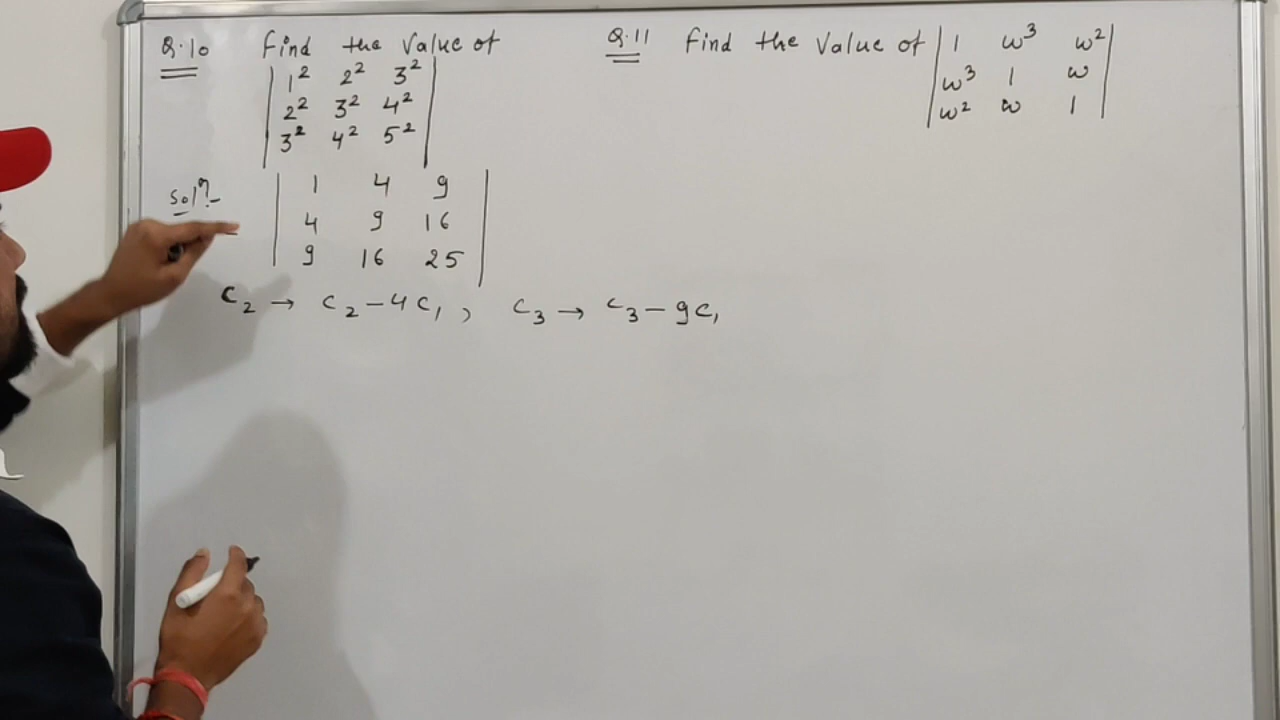 Q.10 Find the Value of
1² 2² 3²
2² 3² 4²
3² 4² 5²
Solⁿ-
1 4 9
4 9 16
9 16 25
C₂ → C₂ - 4C₁, C₃ → C₃ - 9C₁
Q.11 Find the Value of
1 ω³ ω²
ω³ 1 ω
ω² ω 1